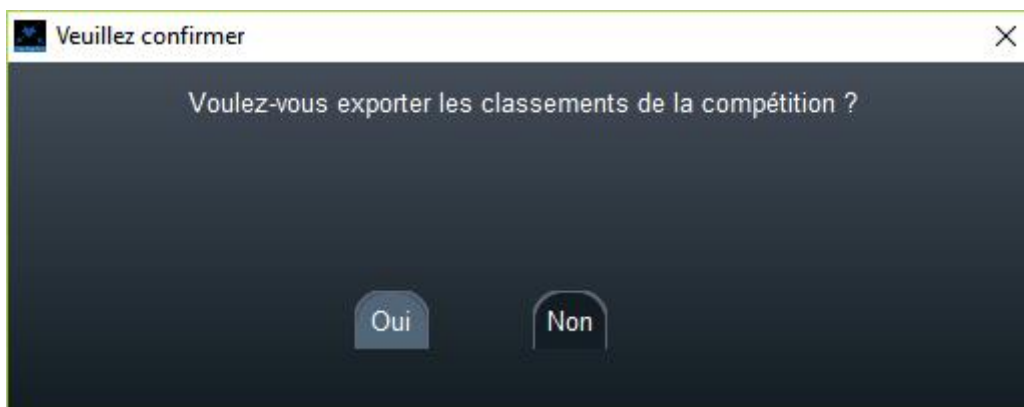 Veuillez confirmer
Voulez-vous exporter les classements de la compétition ?
Oui
Non